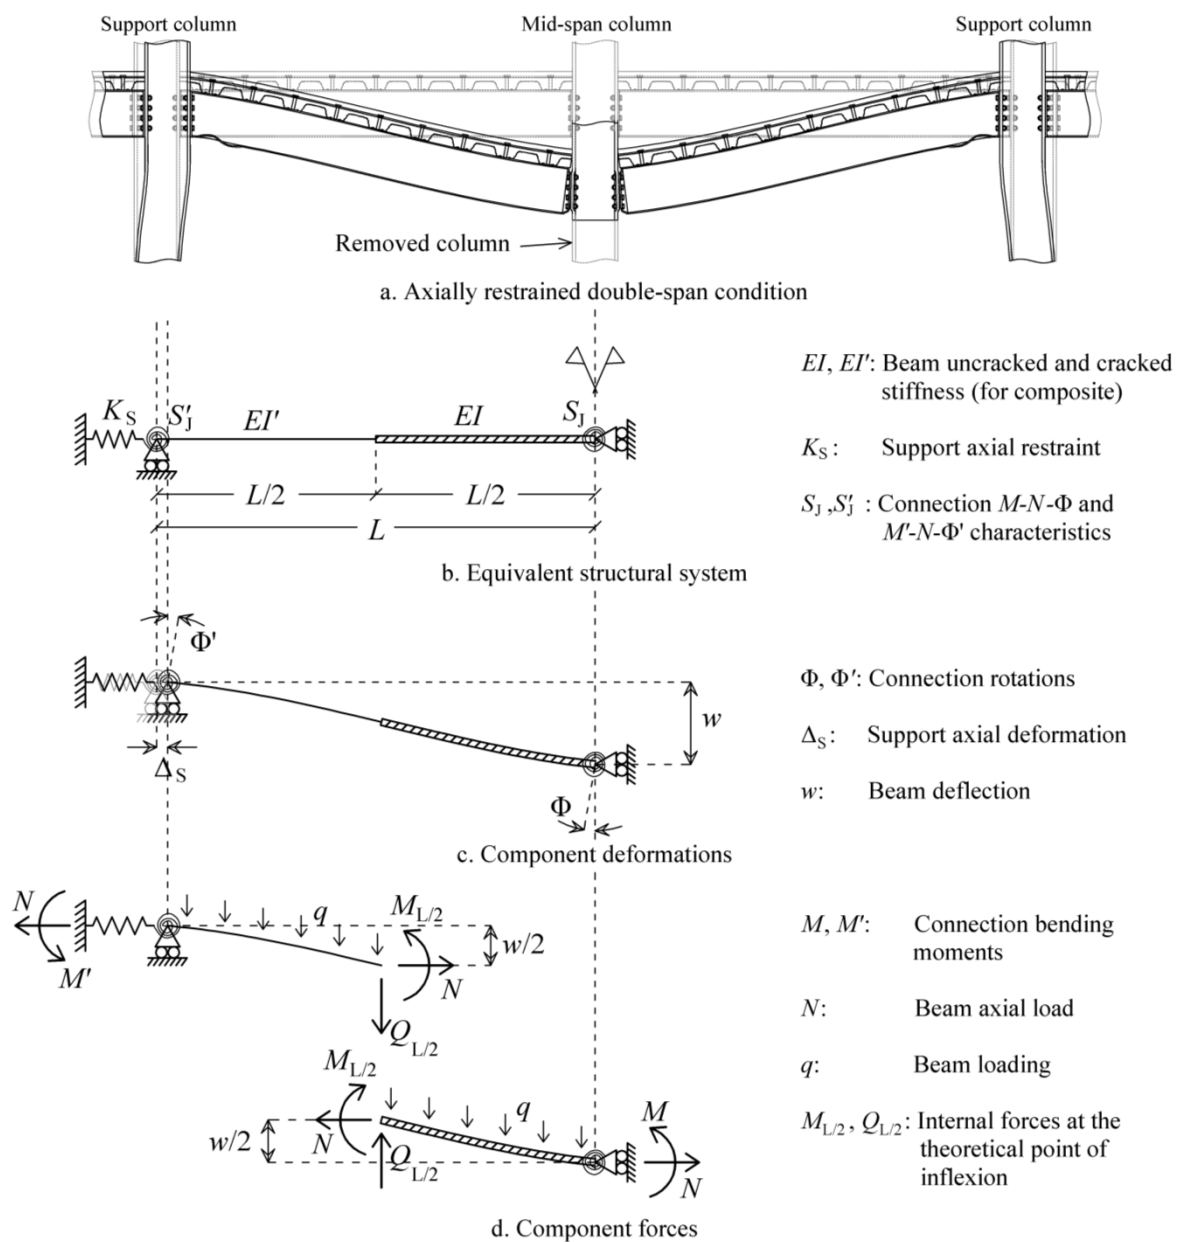 Support column
Mid-span column
Support column
Removed column
a. Axially restrained double-span condition
K_S
S'_J
EI'
EI
S_J
L/2
L/2
L
b. Equivalent structural system
EI, EI': Beam uncracked and cracked
stiffness (for composite)
K_S: Support axial restraint
S_J ,S'_J : Connection M-N-Φ and
M'-N-Φ' characteristics
Φ'
w
Δ_S
Φ
c. Component deformations
Φ, Φ': Connection rotations
Δ_S: Support axial deformation
w: Beam deflection
N
M'
q
M_L/2
w/2
N
Q_L/2
M_L/2
q
w/2
N
Q_L/2
M
N
d. Component forces
M, M': Connection bending
moments
N: Beam axial load
q: Beam loading
M_L/2 , Q_L/2: Internal forces at the
theoretical point of
inflexion